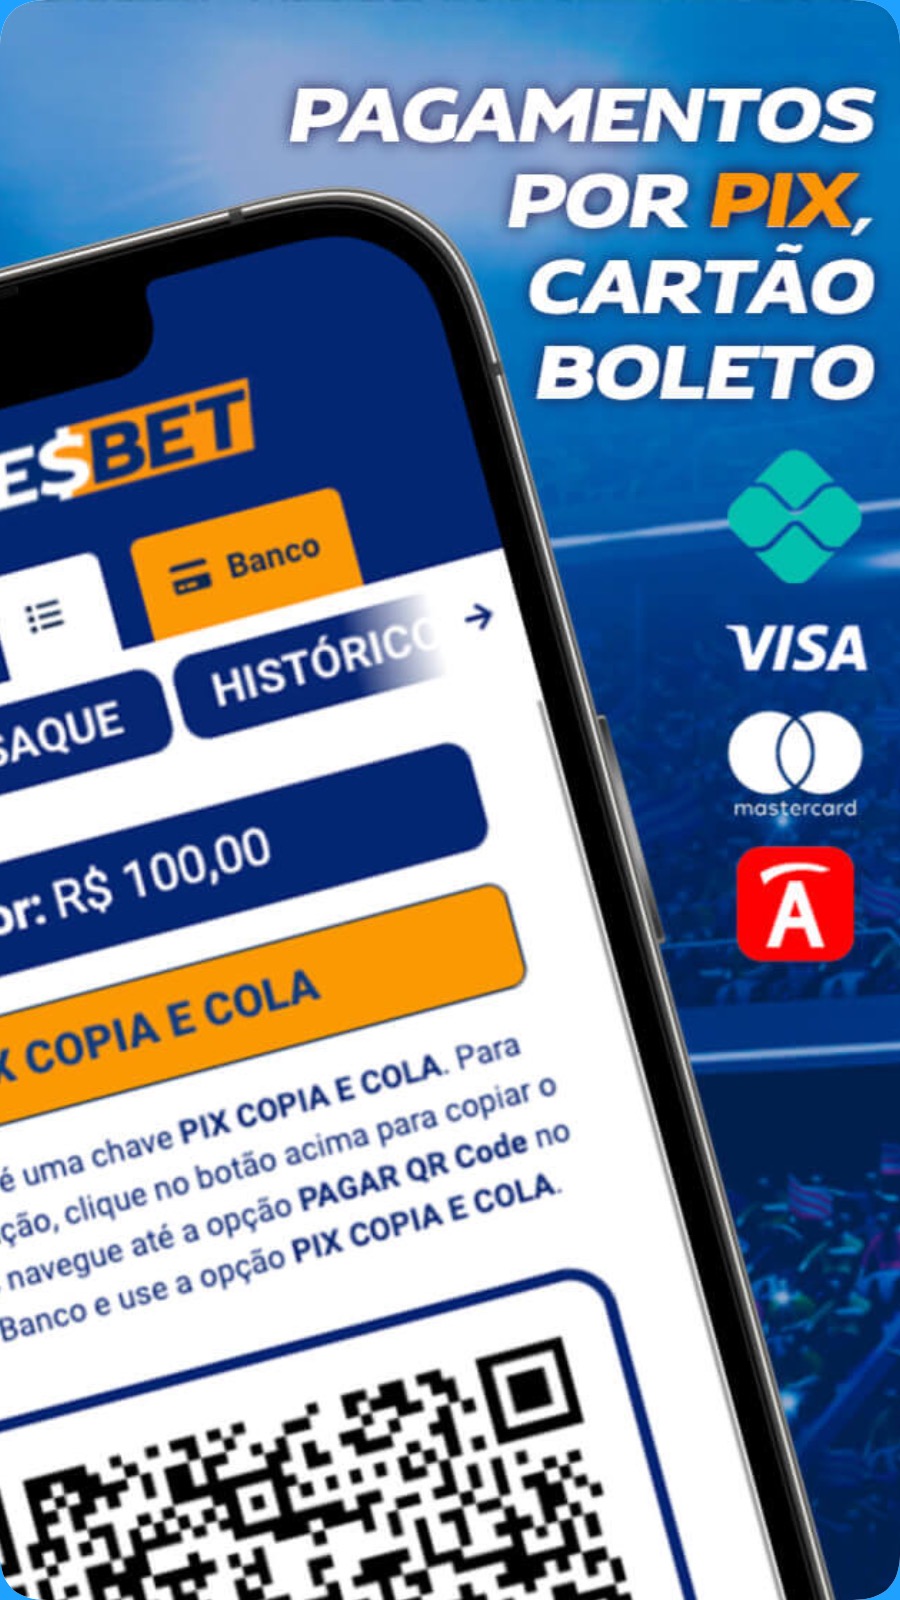 PAGAMENTOS
POR PIX,
CARTÃO
BOLETO
E$BET
Banco
SAQUE
HISTÓRICO
R$ 100,00
COPIA E COLA
é uma chave PIX COPIA E COLA. Para
clique no botão acima para copiar o
navegue até a opção PAGAR QR Code no
Banco e use a opção PIX COPIA E COLA.
VISA
mastercard
A